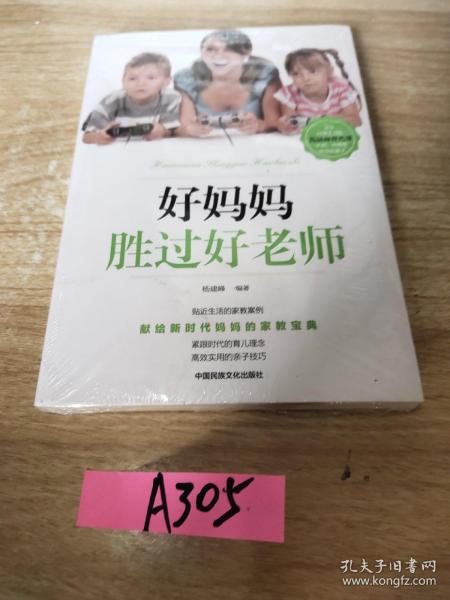 Haomama Shengguo Haolaoshi
好妈妈
胜过好老师
杨建峰 编著
贴近生活的家教案例
献给新时代妈妈的家教宝典
紧跟时代的育儿理念
高效实用的亲子技巧
中国民族文化出版社
A305
孔夫子旧书网
www.kongfz.com